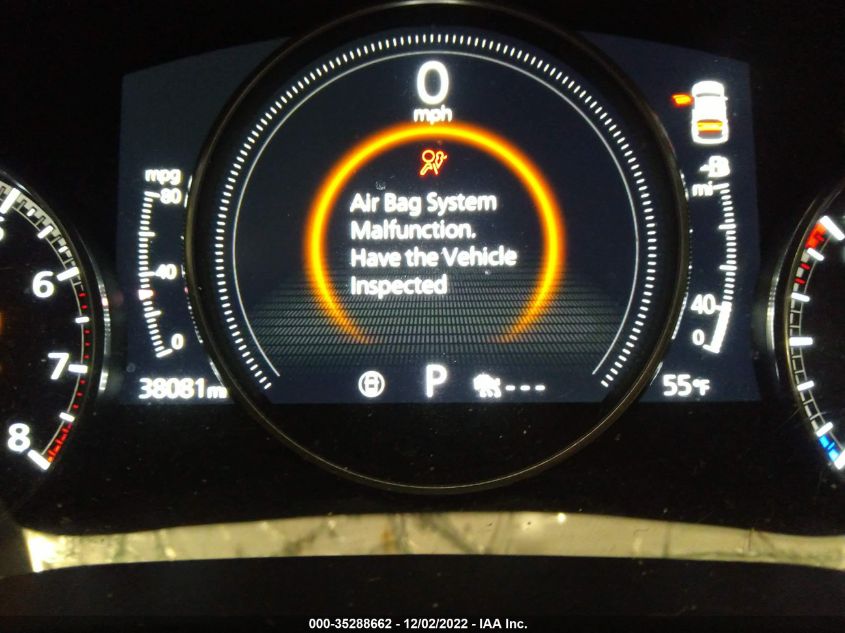 0
mph
Air Bag System
Malfunction.
Have the Vehicle
Inspected
mpg
80
40
0
mi
40
0
6
7
8
38081 mi
P
---
55°F
000-35288662 - 12/02/2022 - IAA Inc.